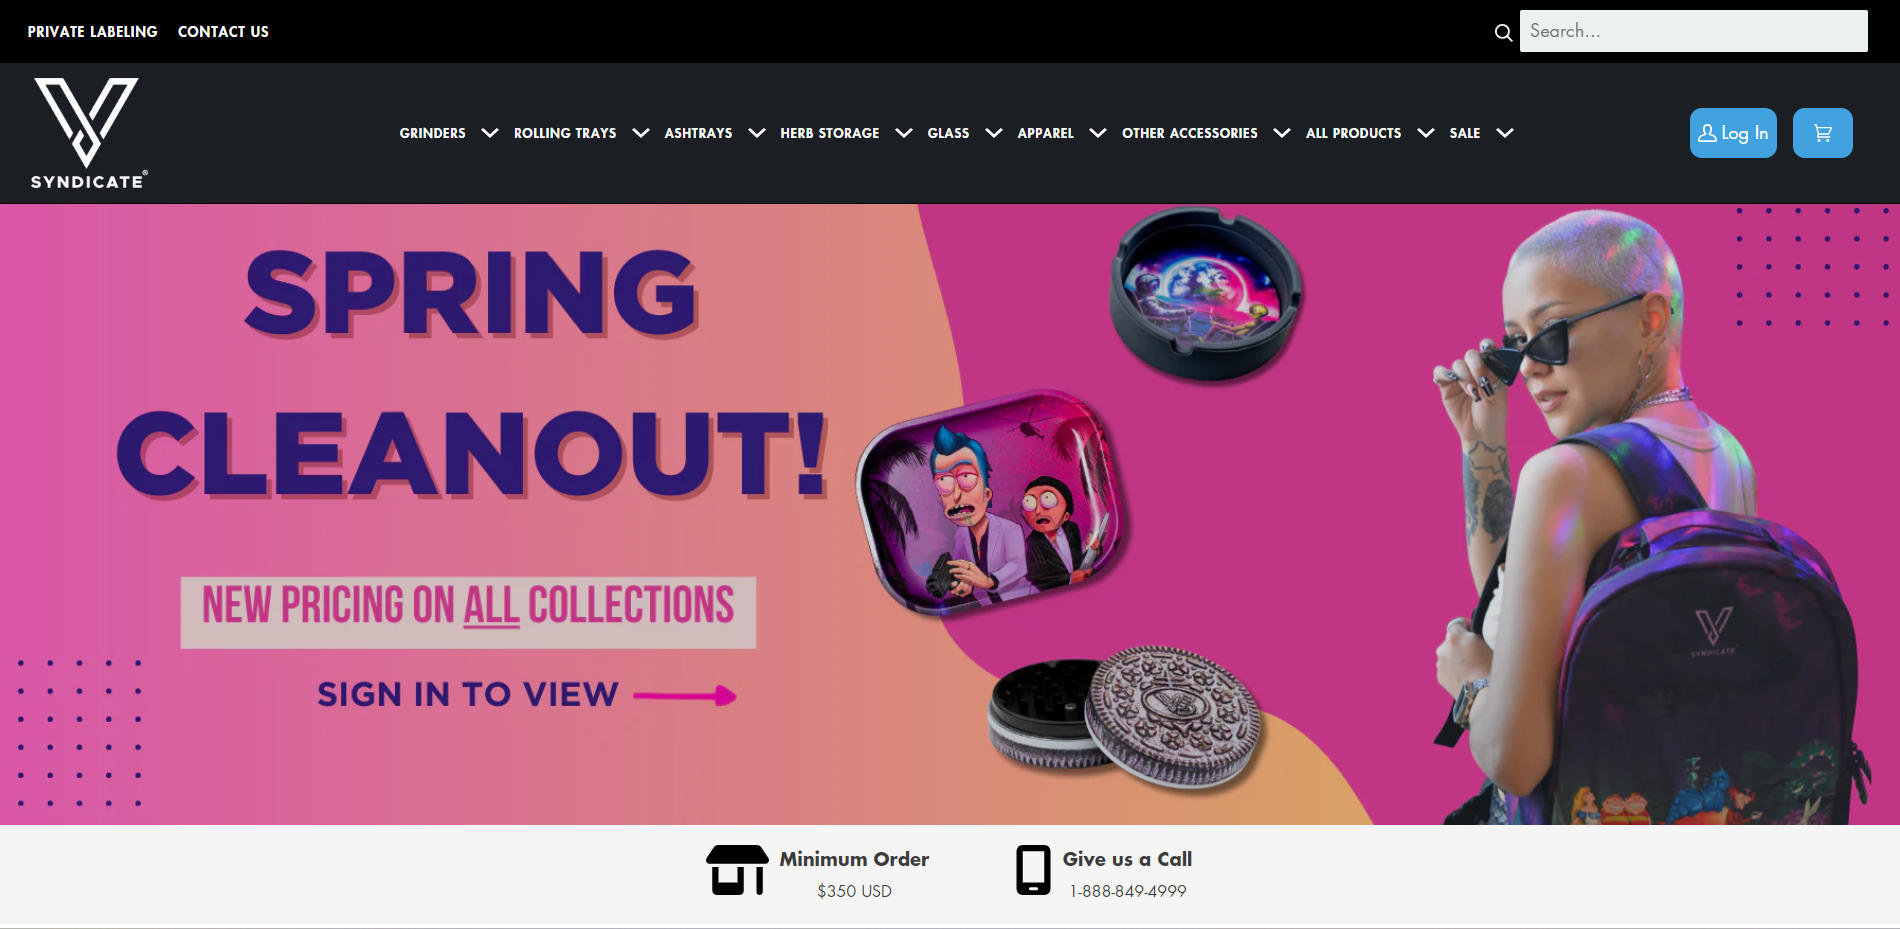 PRIVATE LABELING
CONTACT US
Search...
SYNDICATE®
GRINDERS
ROLLING TRAYS
ASHTRAYS
HERB STORAGE
GLASS
APPAREL
OTHER ACCESSORIES
ALL PRODUCTS
SALE
Log In
SPRING
CLEANOUT!
NEW PRICING ON ALL COLLECTIONS
SIGN IN TO VIEW
SYNDICATE
Minimum Order
$350 USD
Give us a Call
1-888-849-4999